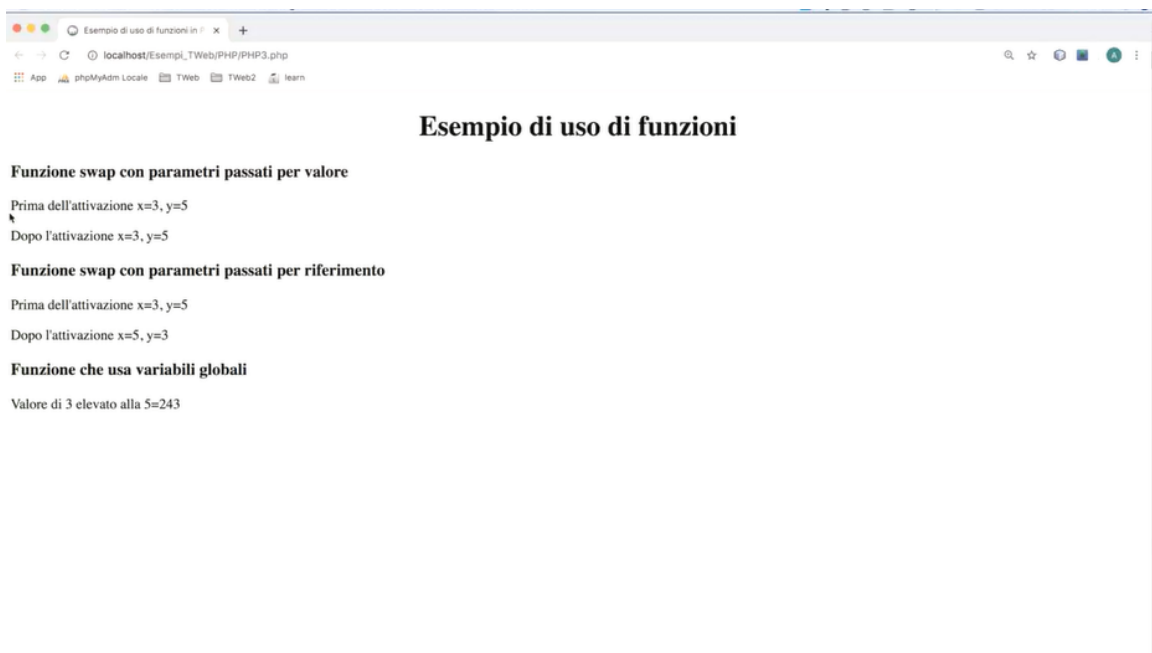 Esempio di uso di funzioni in P
localhost/Esempi_TWeb/PHP/PHP3.php
A
App phpMyAdm Locale TWeb TWeb2 learn
Esempio di uso di funzioni
Funzione swap con parametri passati per valore
Prima dell'attivazione x=3, y=5
Dopo l'attivazione x=3, y=5
Funzione swap con parametri passati per riferimento
Prima dell'attivazione x=3, y=5
Dopo l'attivazione x=5, y=3
Funzione che usa variabili globali
Valore di 3 elevato alla 5=243